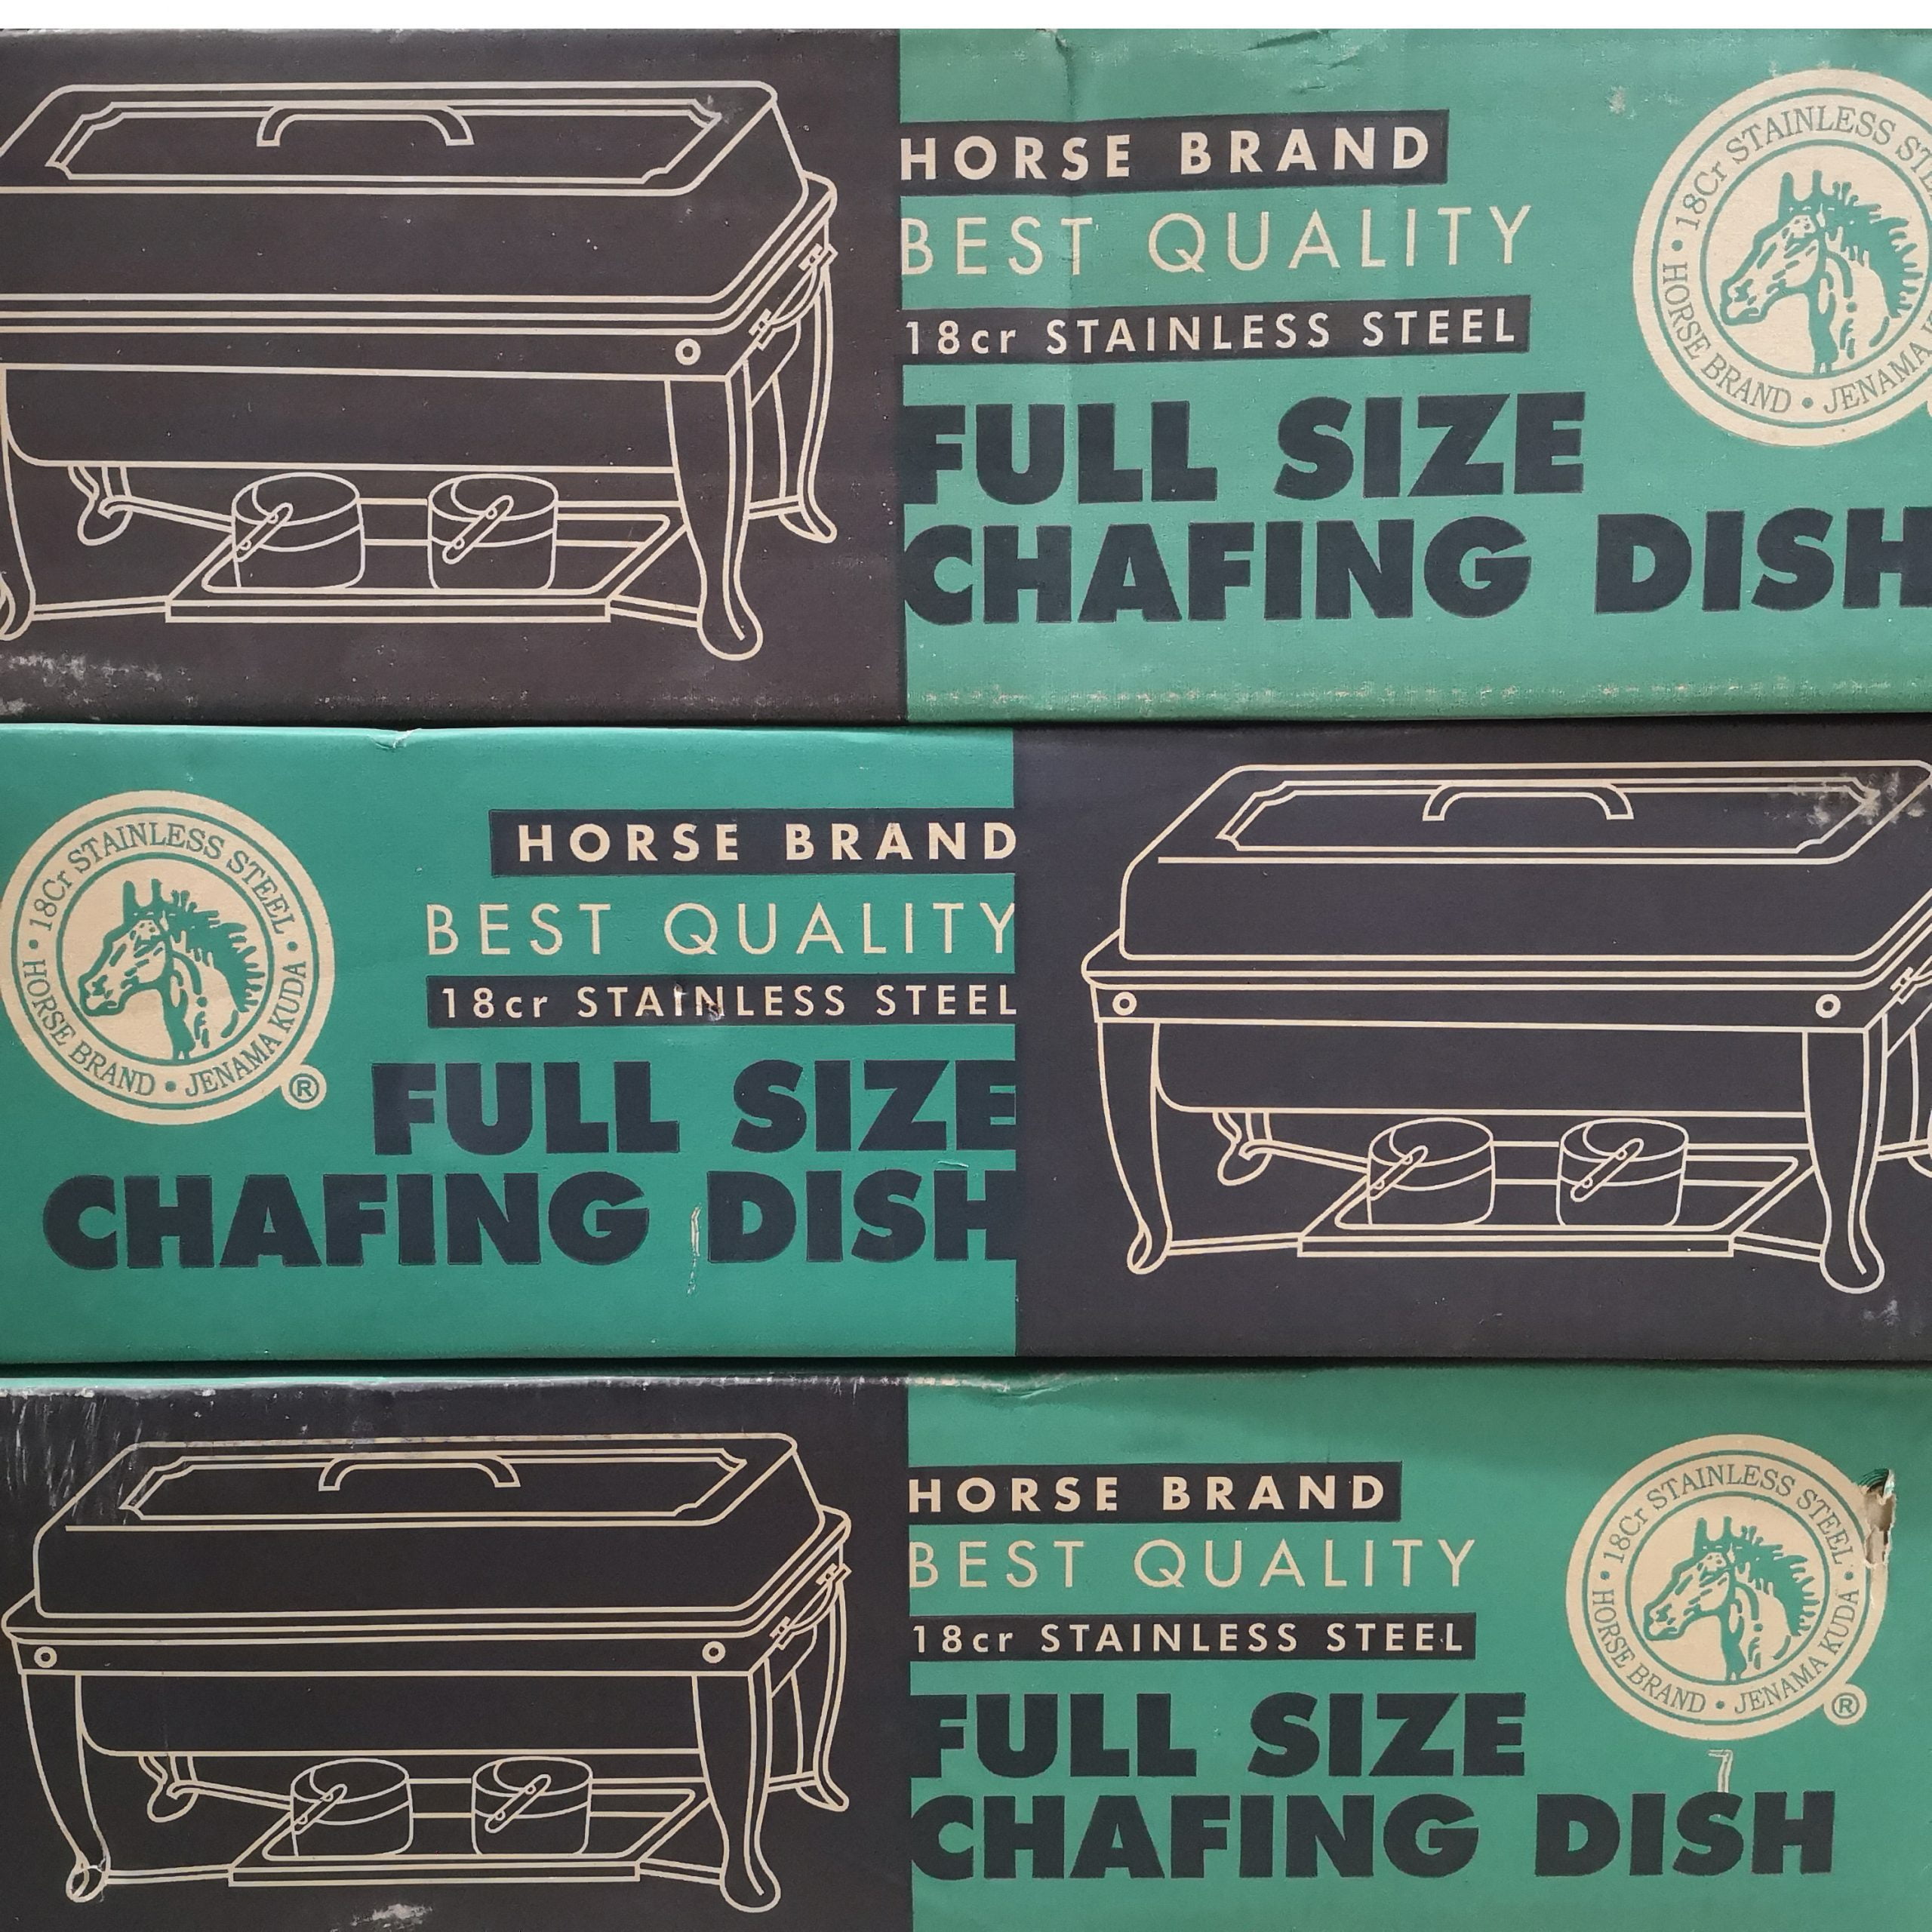 HORSE BRAND
BEST QUALITY
18cr STAINLESS STEEL
FULL SIZE
CHAFING DISH
• 18Cr STAINLESS
HORSE BRAND • JENAMA
HORSE BRAND
BEST QUALITY
18cr STAINLESS STEEL
FULL SIZE
CHAFING DISH
• 18Cr STAINLESS STEEL •
HORSE BRAND • JENAMA KUDA
®
HORSE BRAND
BEST QUALITY
18cr STAINLESS STEEL
FULL SIZE
CHAFING DISH
• 18Cr STAINLESS STEEL •
HORSE BRAND • JENAMA KUDA
®